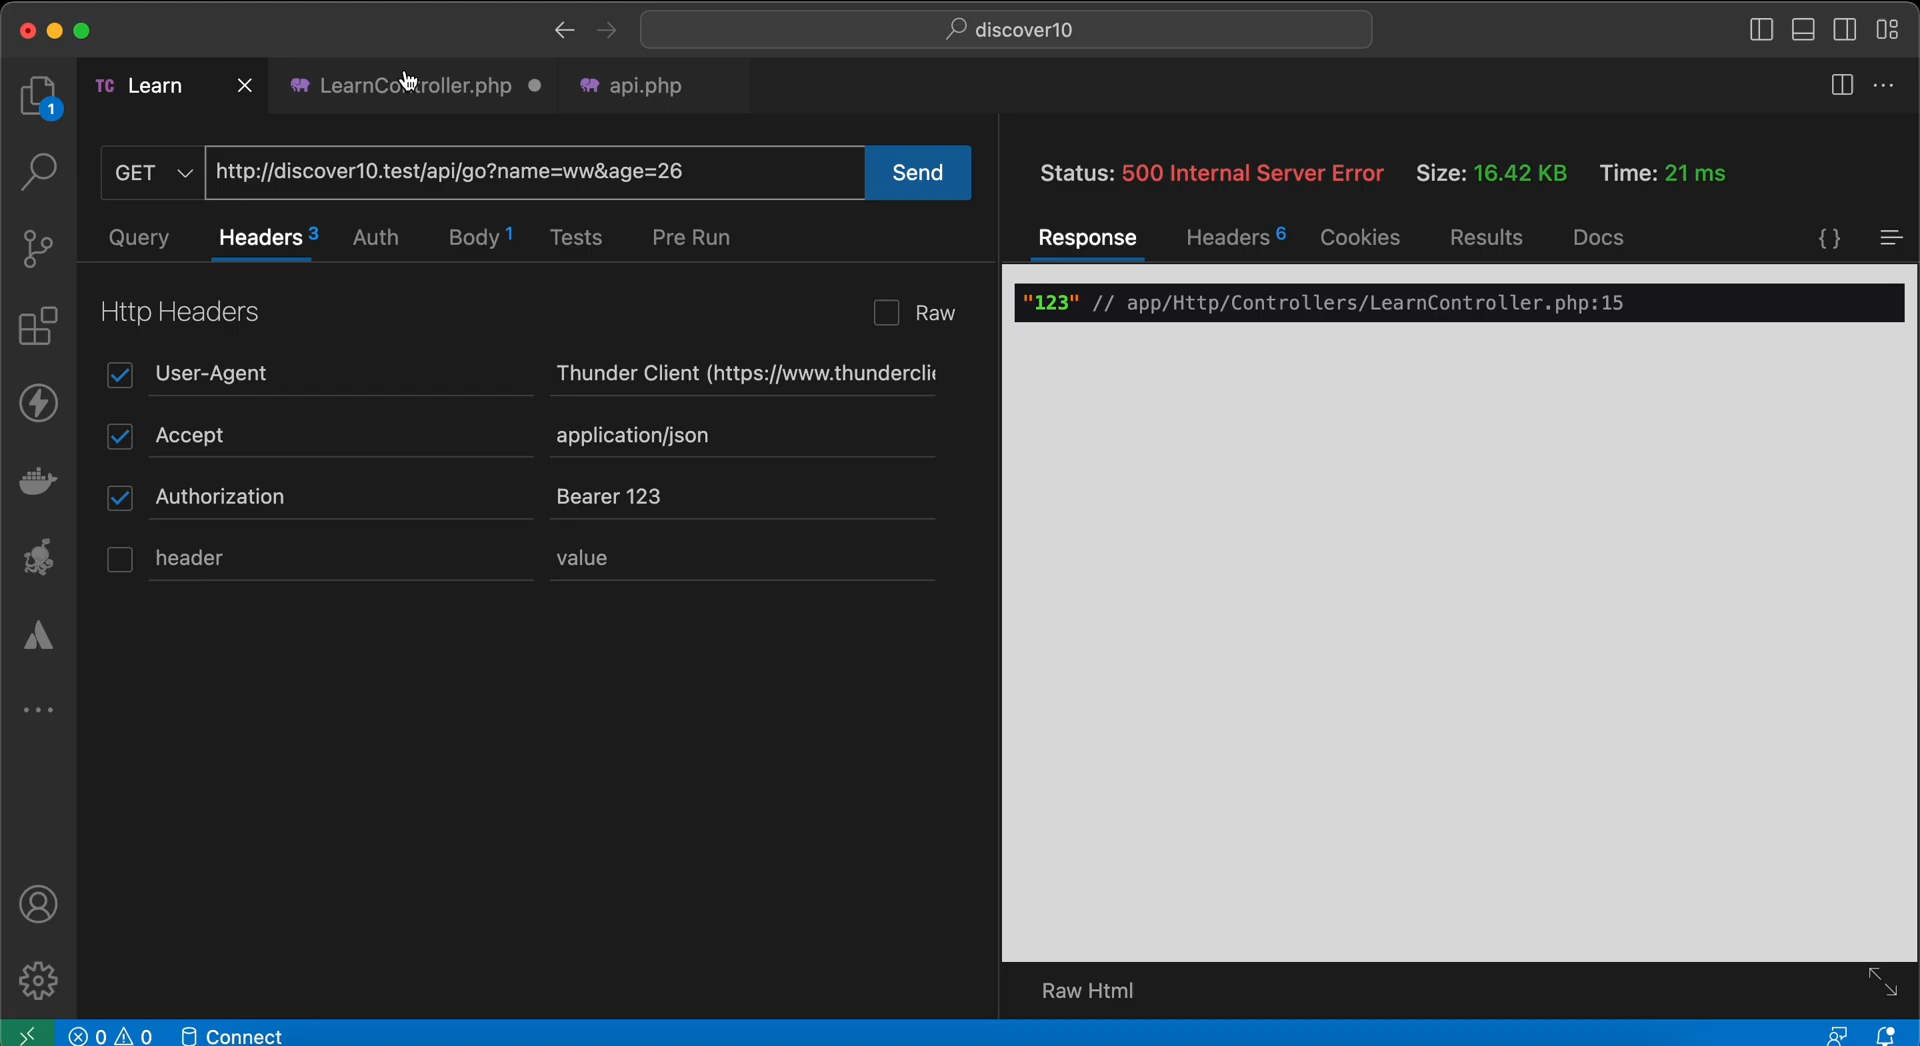 discover10
TC Learn
LearnController.php
api.php
1
GET http://discover10.test/api/go?name=ww&age=26 Send
Status: 500 Internal Server Error Size: 16.42 KB Time: 21 ms
Query Headers 3 Auth Body 1 Tests Pre Run
Response Headers 6 Cookies Results Docs { }
Http Headers Raw
"123" // app/Http/Controllers/LearnController.php:15
User-Agent Thunder Client (https://www.thunderclie
Accept application/json
Authorization Bearer 123
header value
Raw Html
0 0 Connect